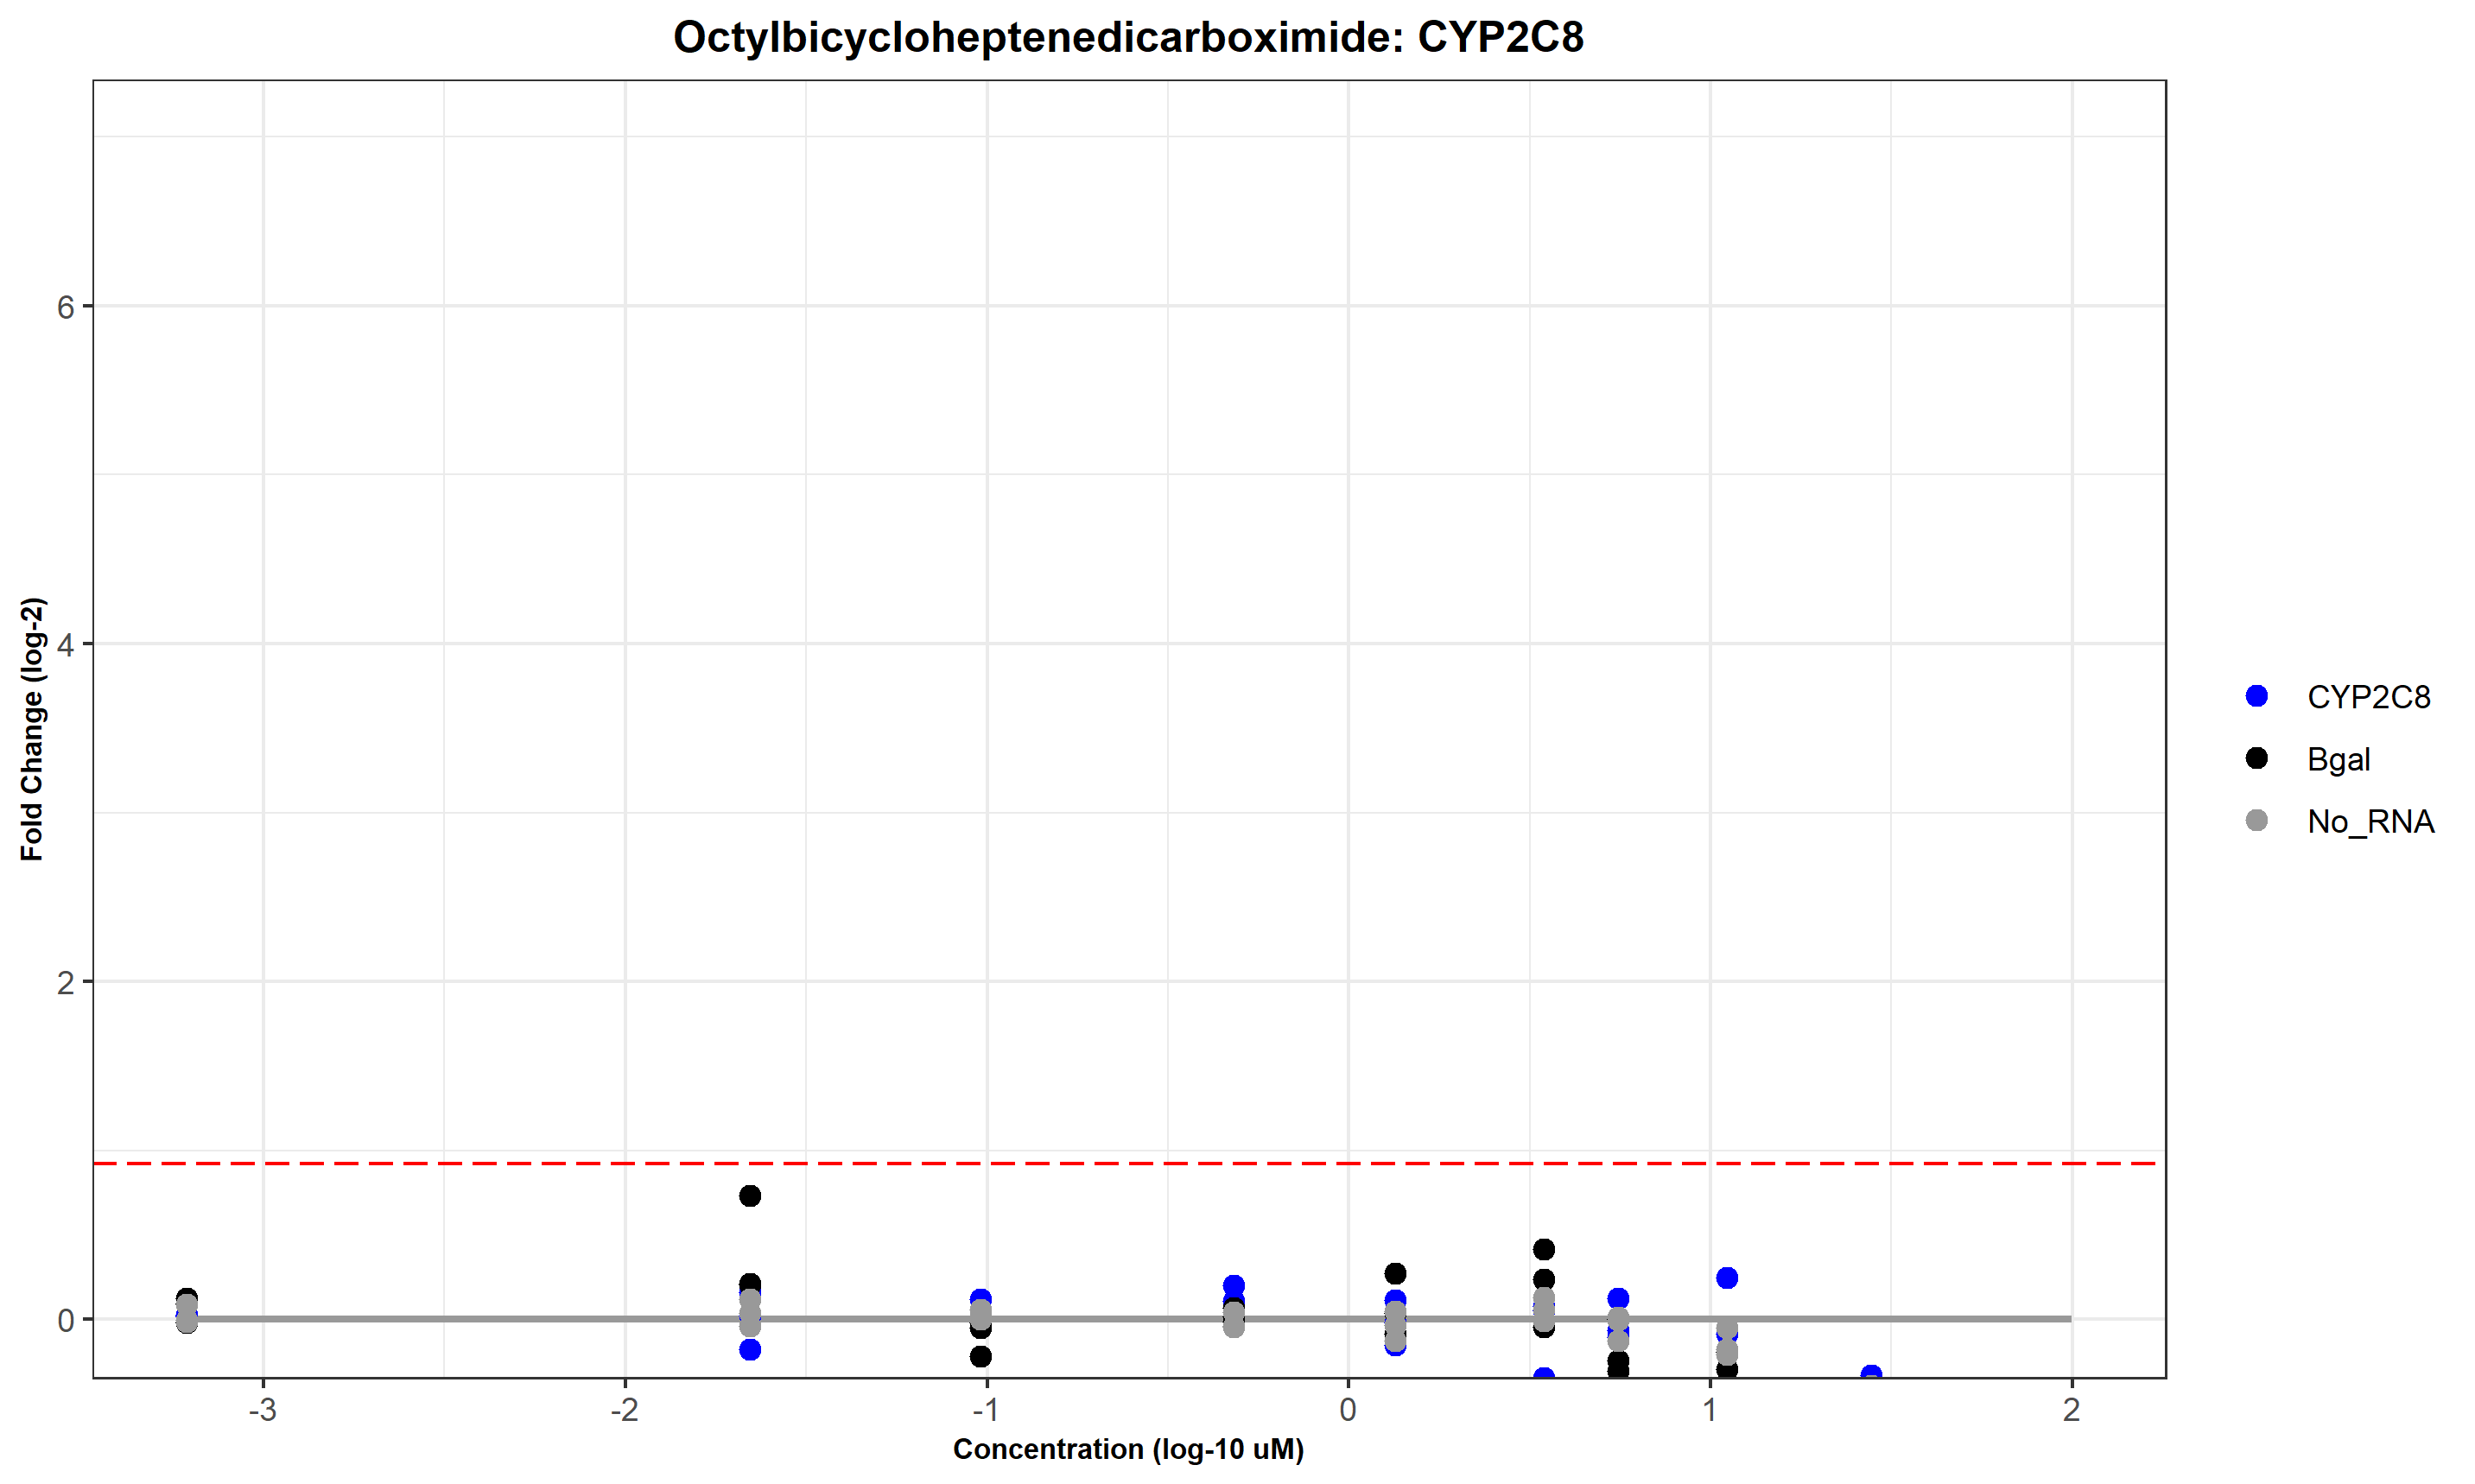 Octylbicycloheptenedicarboximide: CYP2C8
Fold Change (log-2)
6
4
2
0
-3
-2
-1
0
1
2
Concentration (log-10 uM)
CYP2C8
Bgal
No_RNA